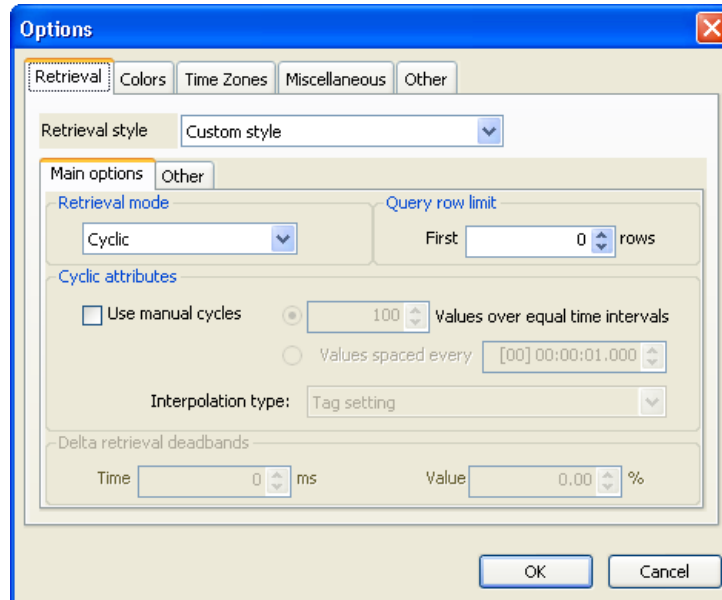 Options
Retrieval Colors Time Zones Miscellaneous Other
Retrieval style Custom style
Main options Other
Retrieval mode Query row limit
Cyclic First 0 rows
Cyclic attributes
Use manual cycles 100 Values over equal time intervals
Values spaced every [00] 00:00:01.000
Interpolation type: Tag setting
Delta retrieval deadbands
Time 0 ms Value 0.00 %
OK Cancel